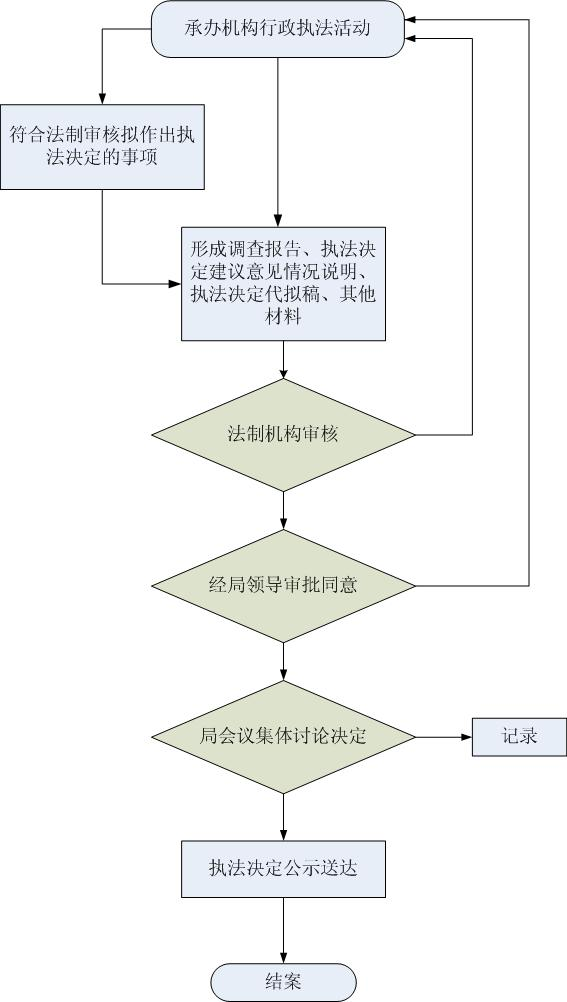 承办机构行政执法活动
符合法制审核拟作出执
法决定的事项
形成调查报告、执法决
定建议意见情况说明、
执法决定代拟稿、其他
材料
法制机构审核
经局领导审批同意
局会议集体讨论决定
记录
执法决定公示送达
结案